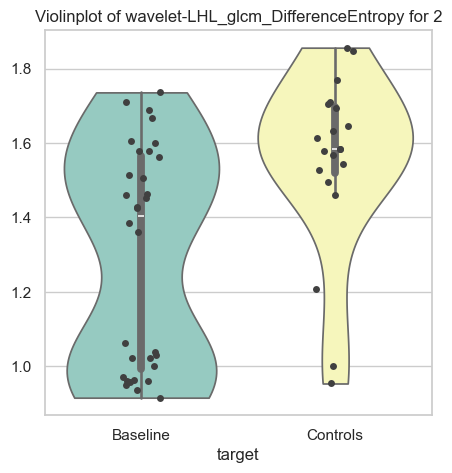 Violinplot of wavelet-LHL_glcm_DifferenceEntropy for 2
1.8
1.6
1.4
1.2
1.0
Baseline
Controls
target